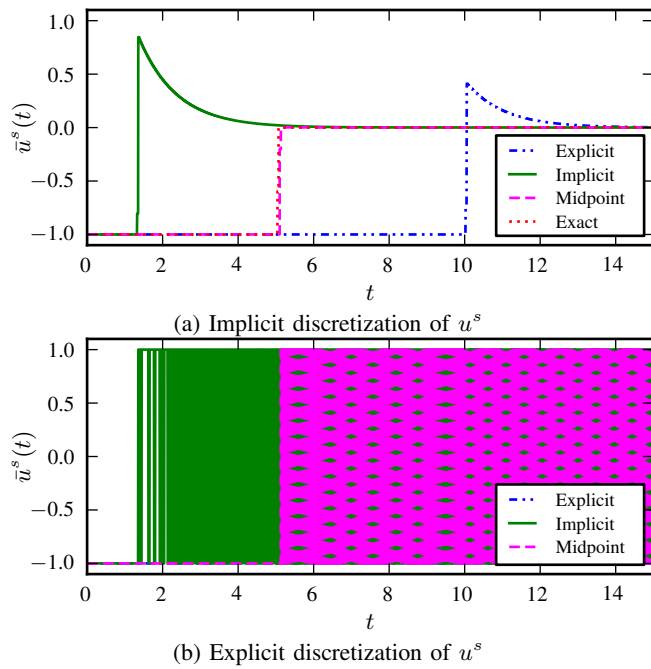 1.0
0.5
0.0
−0.5
−1.0
ū^s(t)
Explicit
Implicit
Midpoint
Exact
0 2 4 6 8 10 12 14
t
(a) Implicit discretization of u^s
1.0
0.5
0.0
−0.5
−1.0
ū^s(t)
Explicit
Implicit
Midpoint
0 2 4 6 8 10 12 14
t
(b) Explicit discretization of u^s